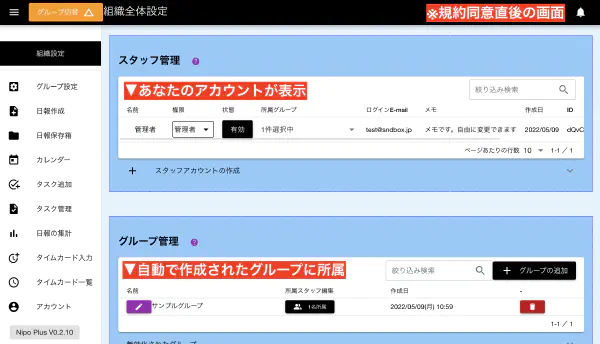 グループ切替
組織全体設定
※規約同意直後の画面
組織設定
グループ設定
日報作成
日報保存箱
カレンダー
タスク追加
タスク管理
日報の集計
タイムカード入力
タイムカード一覧
アカウント
Nipo Plus V0.2.10
スタッフ管理
▼あなたのアカウントが表示
絞り込み検索
名前 権限 状態 所属グループ ログインE-mail メモ 作成日 ID
管理者 管理者 有効 1件選択中 test@sndbox.jp メモです。自由に変更できます 2022/05/09 dQvC
ページあたりの行数 10 1-1 / 1
スタッフアカウントの作成
グループ管理
▼自動で作成されたグループに所属
絞り込み検索
グループの追加
名前 所属スタッフ編集 作成日 -
サンプルグループ 1名所属 2022/05/09(月) 10:59
1-1 / 1
無効化されたグループ